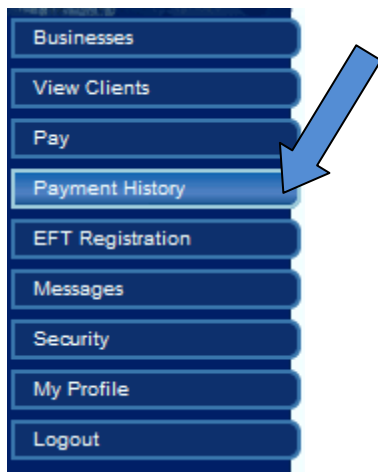 Businesses
View Clients
Pay
Payment History
EFT Registration
Messages
Security
My Profile
Logout